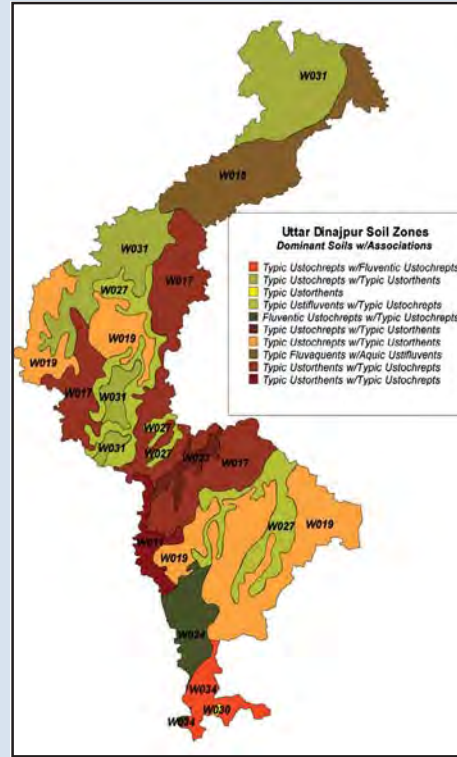 W031
W018
Uttar Dinajpur Soil Zones
Dominant Soils w/Associations
Typic Ustochrepts w/Fluventic Ustochrepts
Typic Ustochrepts w/Typic Ustorthents
Typic Ustorthents
Typic Ustifluvents w/Typic Ustochrepts
Fluventic Ustochrepts w/Typic Ustochrepts
Typic Ustochrepts w/Typic Ustorthents
Typic Ustochrepts w/Typic Ustorthents
Typic Fluvaquents w/Aquic Ustifluvents
Typic Ustorthents w/Typic Ustochrepts
Typic Ustorthents w/Typic Ustochrepts
W031
W017
W027
W019
W019
W017
W031
W027
W031
W027
W017
W027
W019
W019
W024
W034
W030